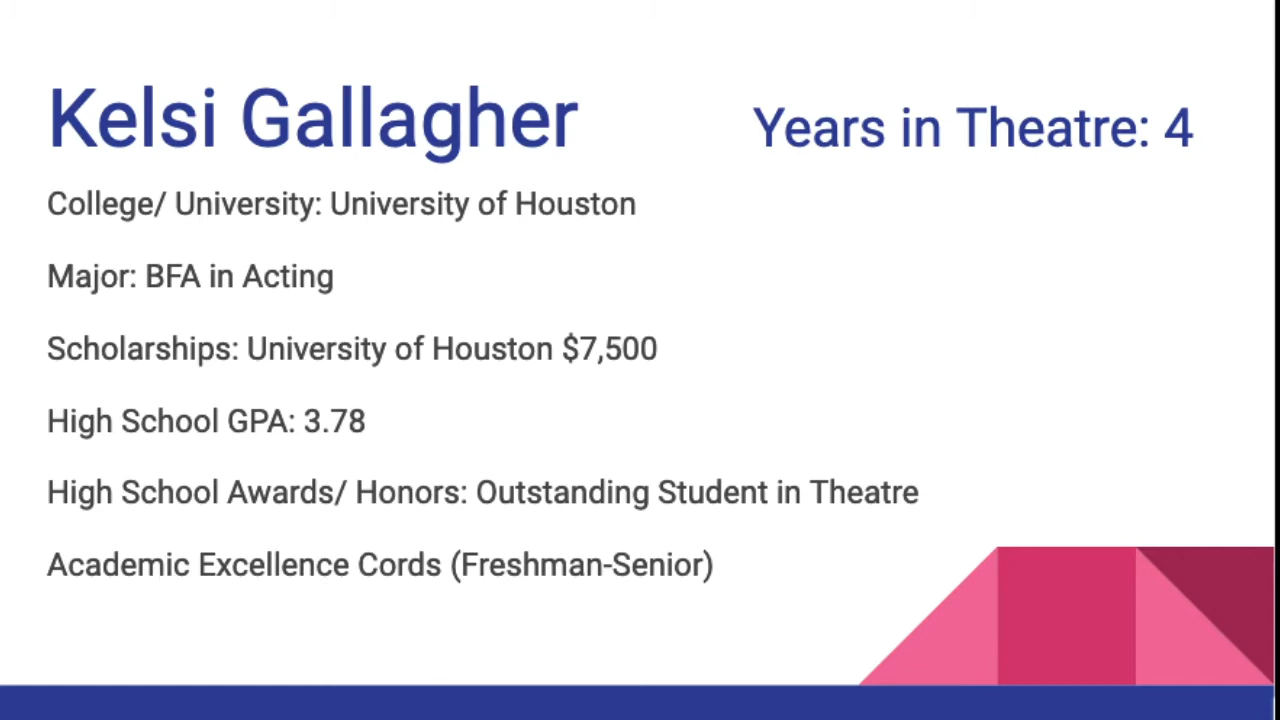 Kelsi Gallagher
Years in Theatre: 4
College/ University: University of Houston
Major: BFA in Acting
Scholarships: University of Houston $7,500
High School GPA: 3.78
High School Awards/ Honors: Outstanding Student in Theatre
Academic Excellence Cords (Freshman-Senior)